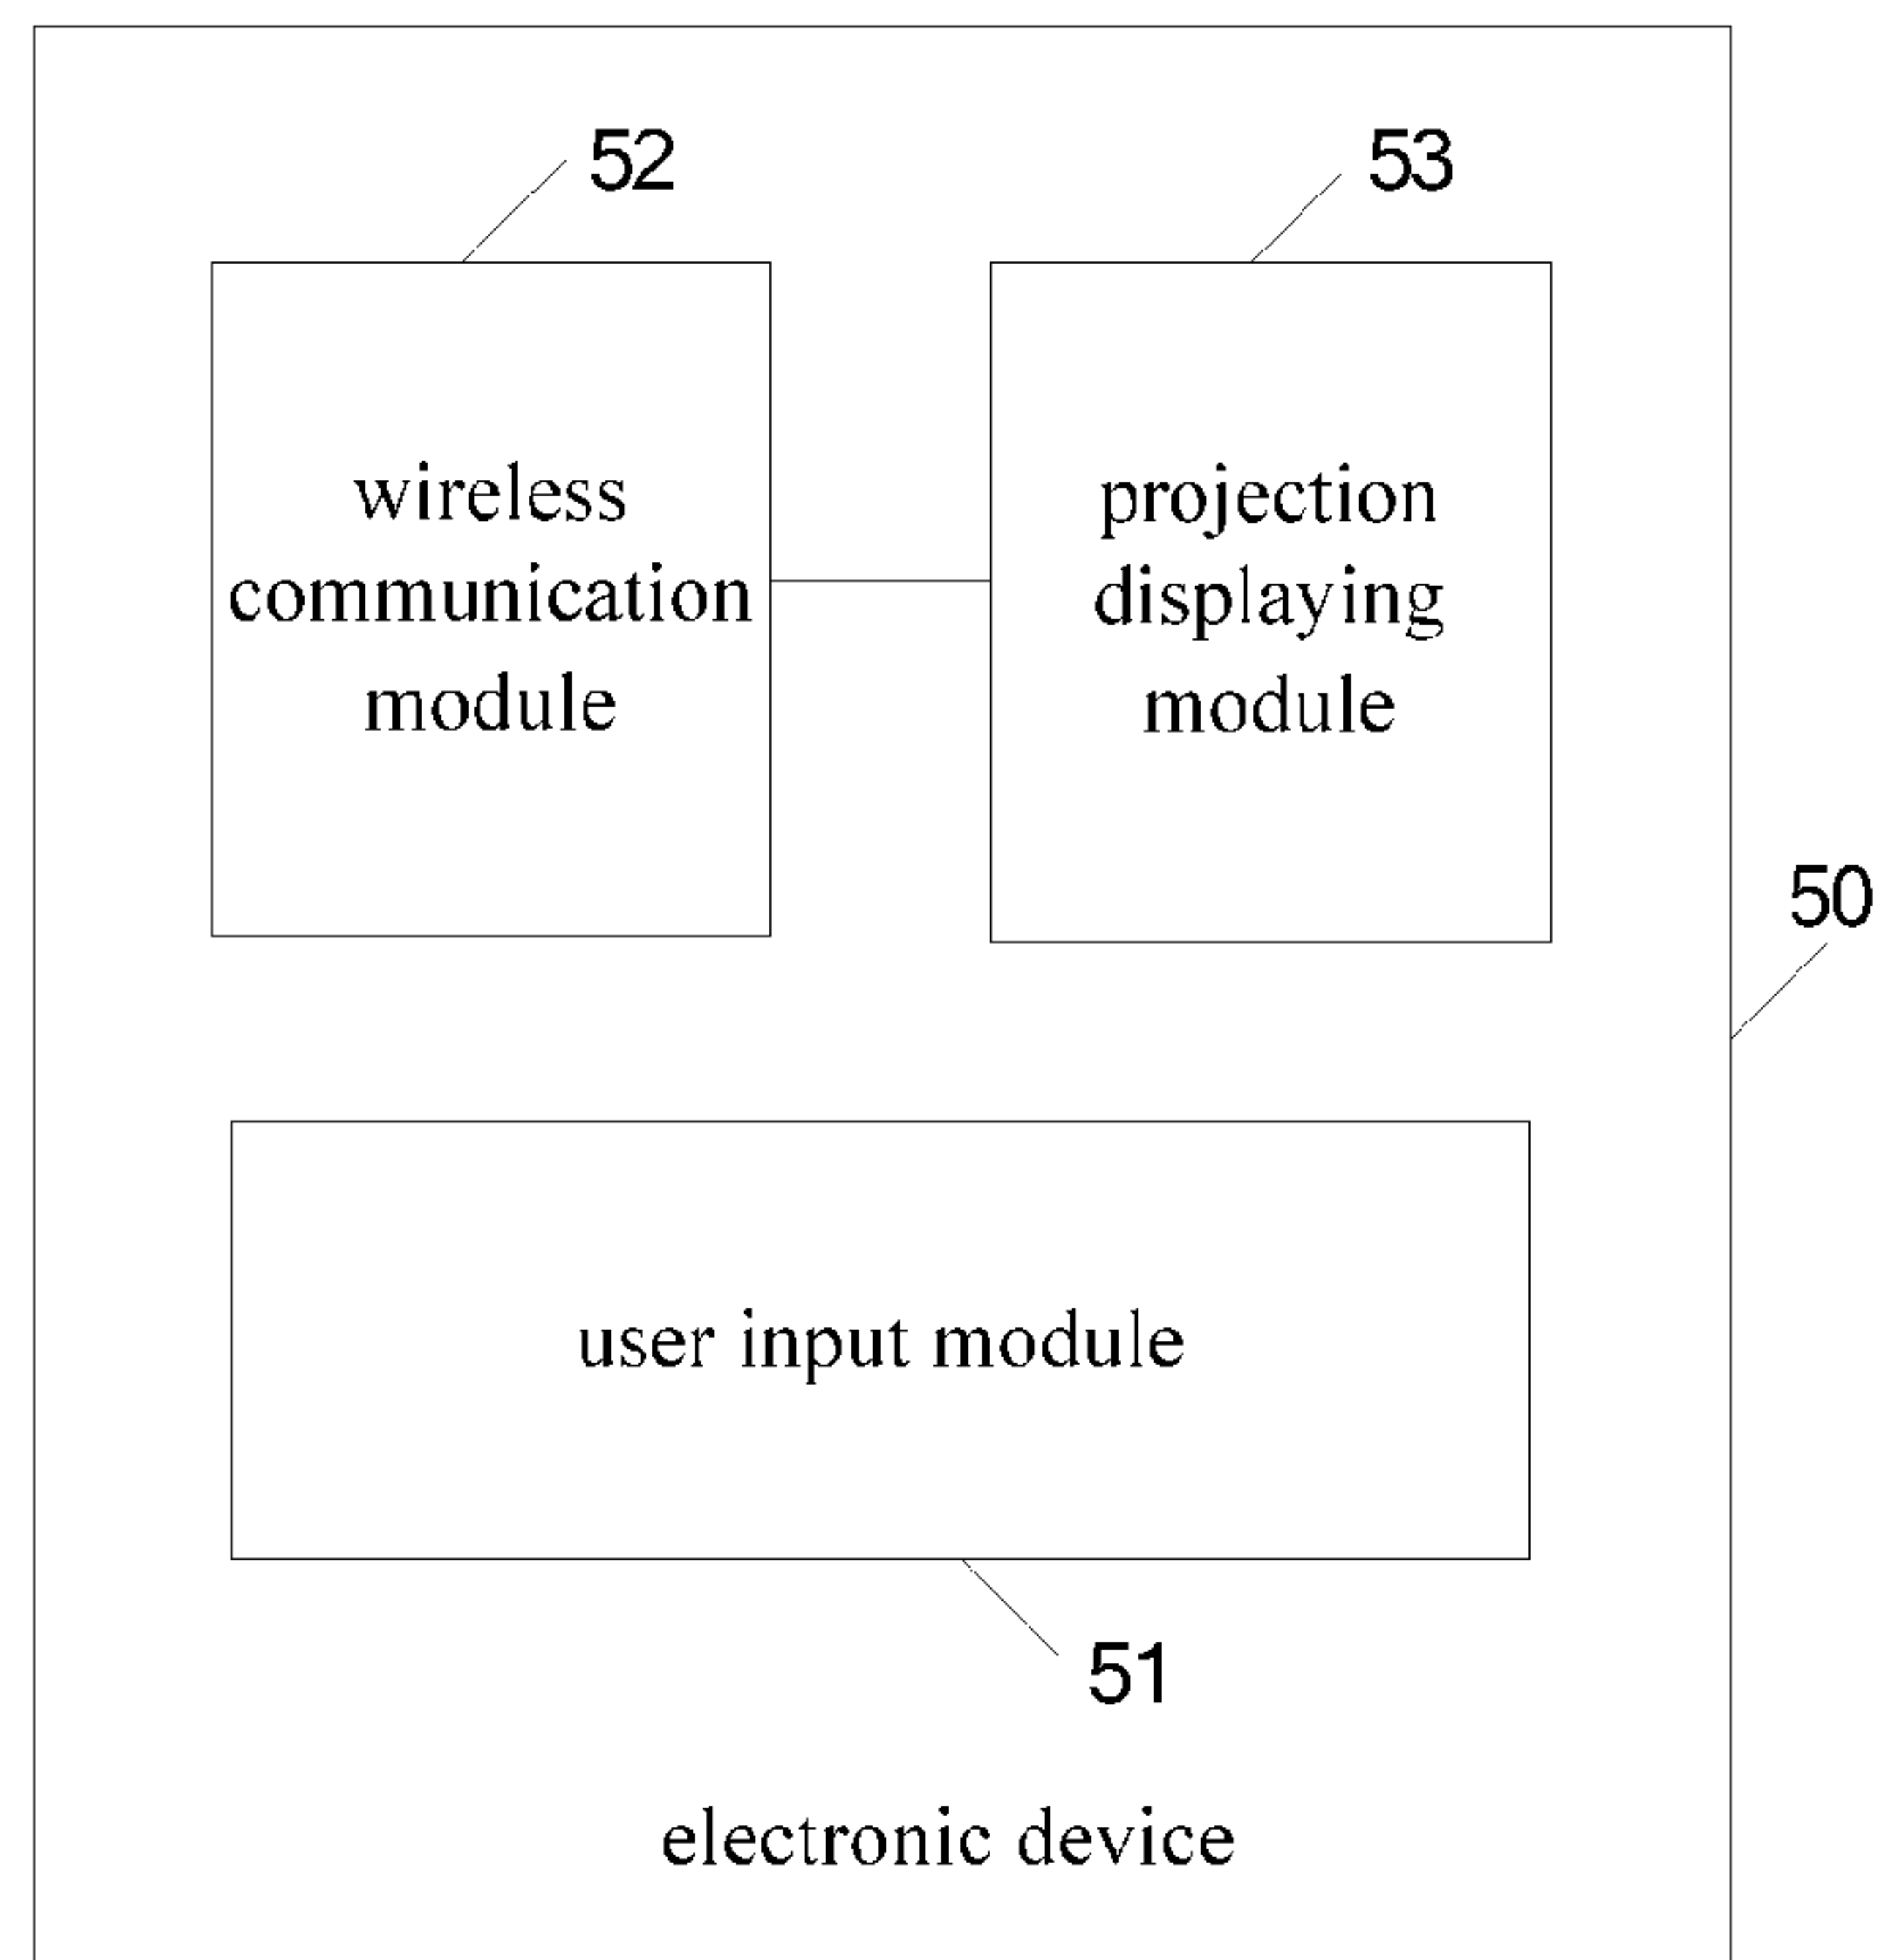 52
53
wireless
communication
module
projection
displaying
module
50
user input module
51
electronic device